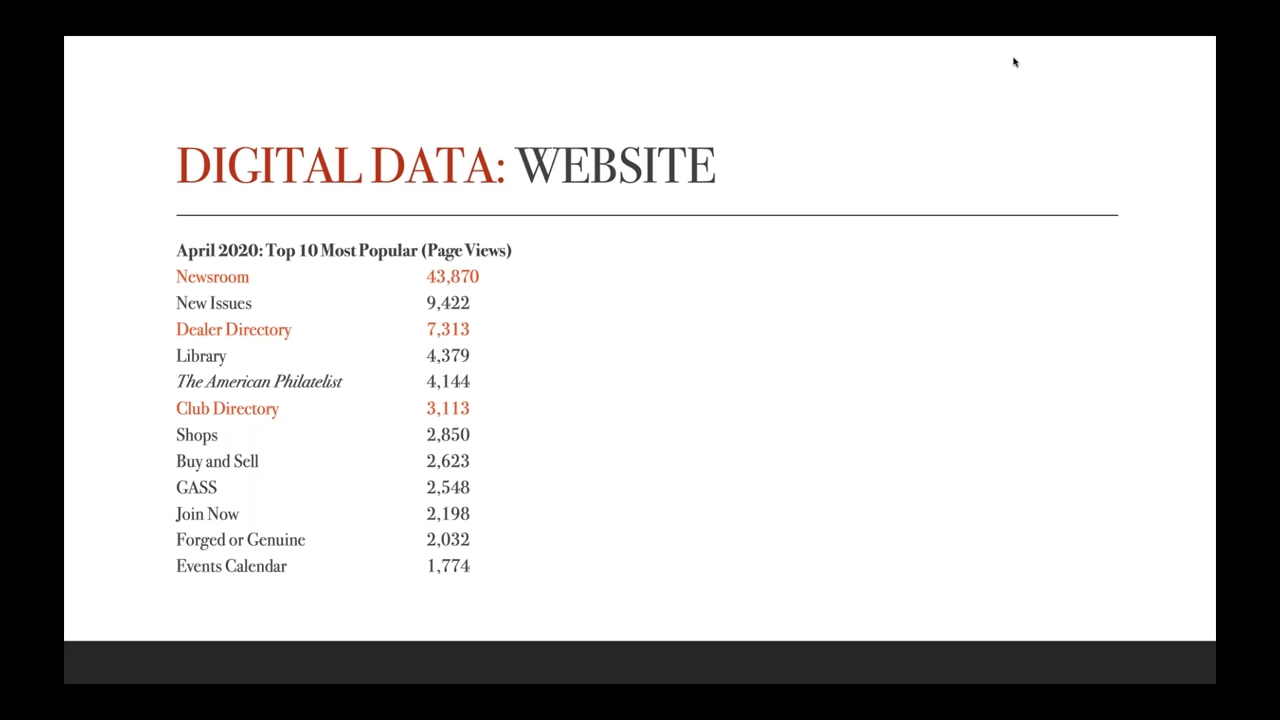 DIGITAL DATA: WEBSITE
April 2020: Top 10 Most Popular (Page Views)
Newsroom 43,870
New Issues 9,422
Dealer Directory 7,313
Library 4,379
The American Philatelist 4,144
Club Directory 3,113
Shops 2,850
Buy and Sell 2,623
GASS 2,548
Join Now 2,198
Forged or Genuine 2,032
Events Calendar 1,774